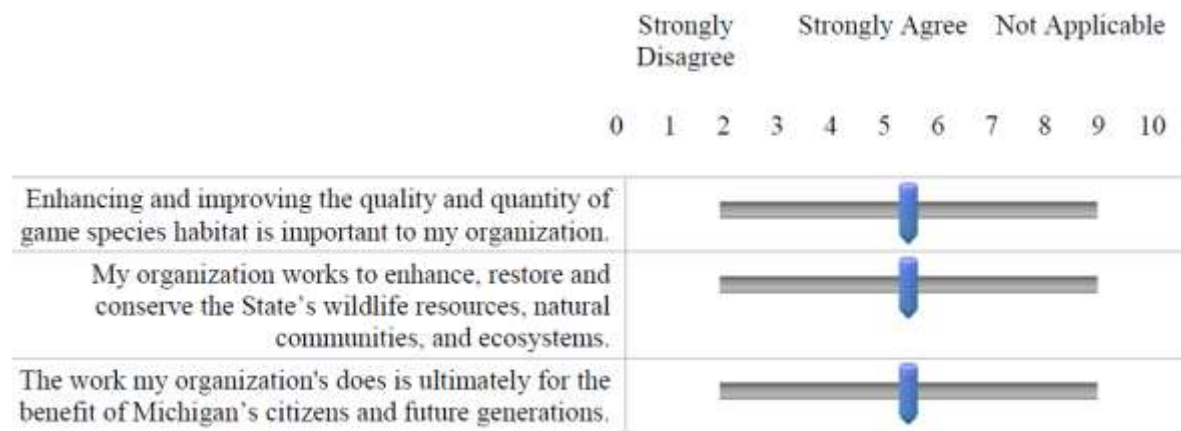 Strongly Disagree Strongly Agree Not Applicable
0 1 2 3 4 5 6 7 8 9 10
Enhancing and improving the quality and quantity of
game species habitat is important to my organization.
My organization works to enhance, restore and
conserve the State's wildlife resources, natural
communities, and ecosystems.
The work my organization's does is ultimately for the
benefit of Michigan's citizens and future generations.